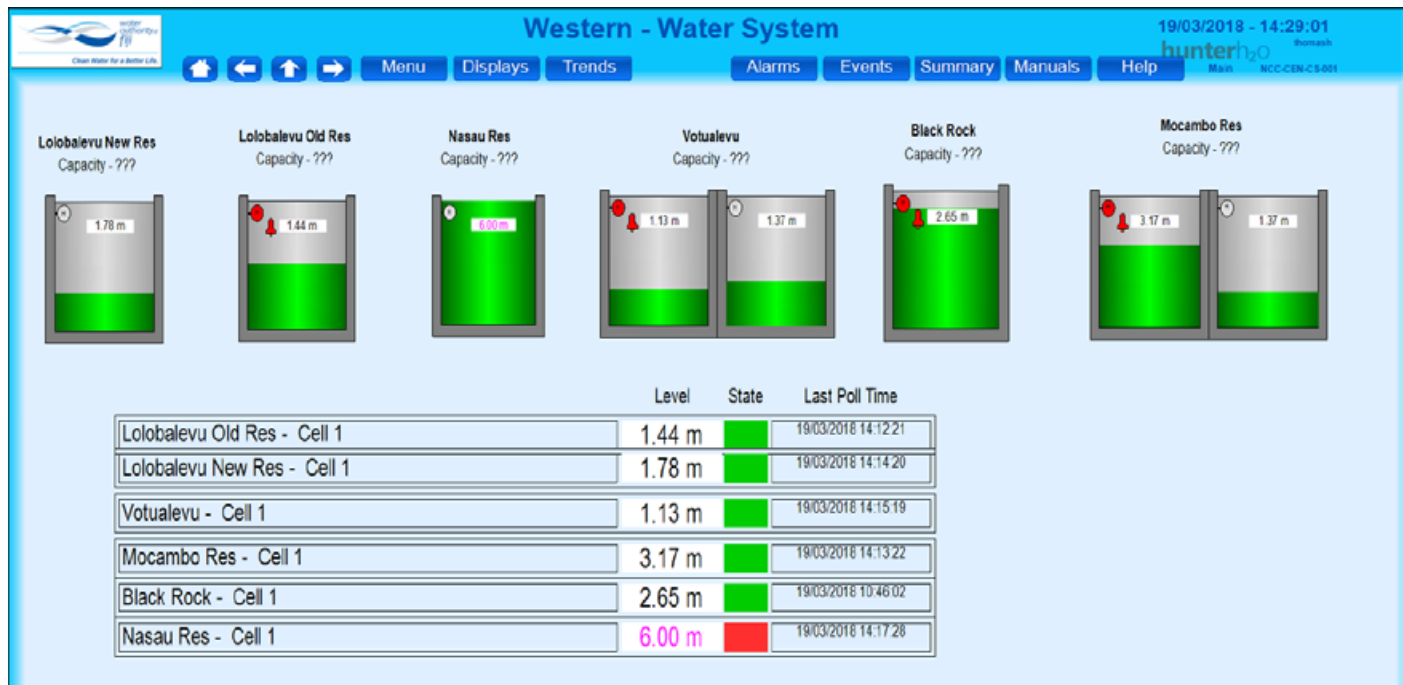 water
authority
Clean Water for a Better Life.
Western - Water System
19/03/2018 - 14:29:01
thomash
hunterh2O
Main NCC-CEN-CS-001
Menu Displays Trends Alarms Events Summary Manuals Help
Lolobalevu New Res
Capacity - ???
1.78 m
Lolobalevu Old Res
Capacity - ???
1.44 m
Nasau Res
Capacity - ???
6.00 m
Votualevu
Capacity - ???
1.13 m 1.37 m
Black Rock
Capacity - ???
2.65 m
Mocambo Res
Capacity - ???
3.17 m 1.37 m
Level State Last Poll Time
Lolobalevu Old Res - Cell 1 1.44 m 19/03/2018 14:12:21
Lolobalevu New Res - Cell 1 1.78 m 19/03/2018 14:14:20
Votualevu - Cell 1 1.13 m 19/03/2018 14:15:19
Mocambo Res - Cell 1 3.17 m 19/03/2018 14:13:22
Black Rock - Cell 1 2.65 m 19/03/2018 10:46:02
Nasau Res - Cell 1 6.00 m 19/03/2018 14:17:28